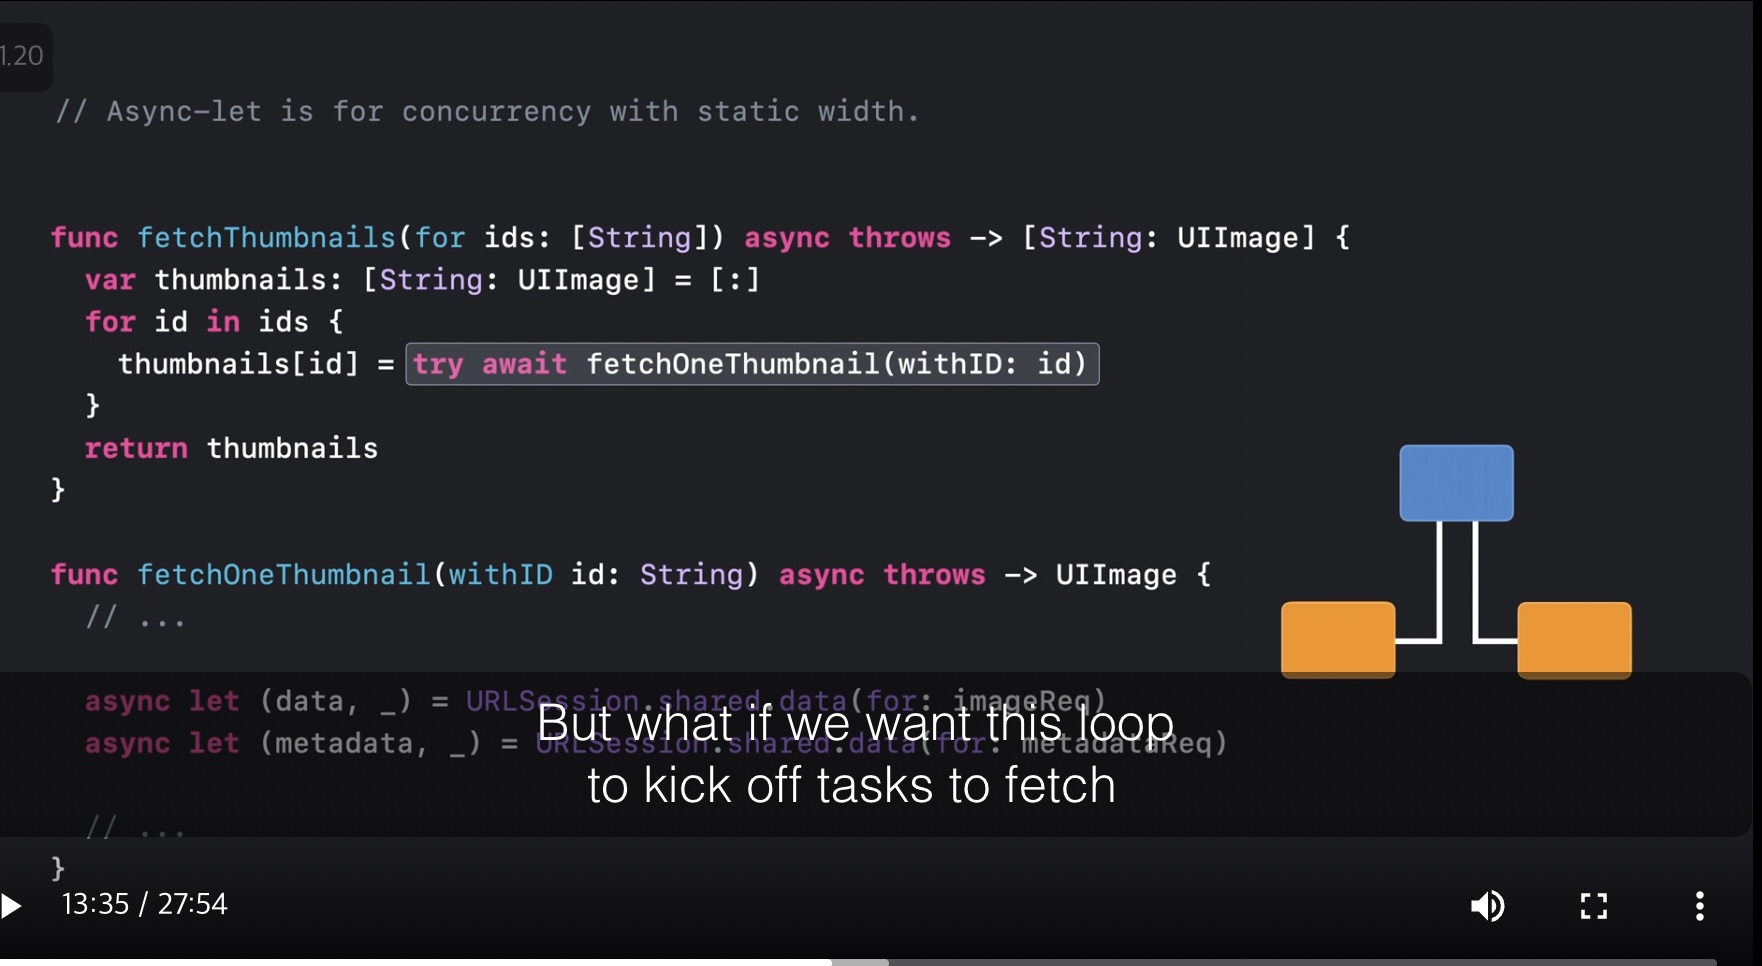 1.20
// Async-let is for concurrency with static width.
func fetchThumbnails(for ids: [String]) async throws -> [String: UIImage] {
var thumbnails: [String: UIImage] = [:]
for id in ids {
thumbnails[id] = try await fetchOneThumbnail(withID: id)
}
return thumbnails
}
func fetchOneThumbnail(withID id: String) async throws -> UIImage {
// ...
async let (data, _) = URLSession.shared.data(for: imageReq)
async let (metadata, _) = URLSession.shared.data(for: metadataReq)
But what if we want this loop
to kick off tasks to fetch
// ...
}
13:35 / 27:54